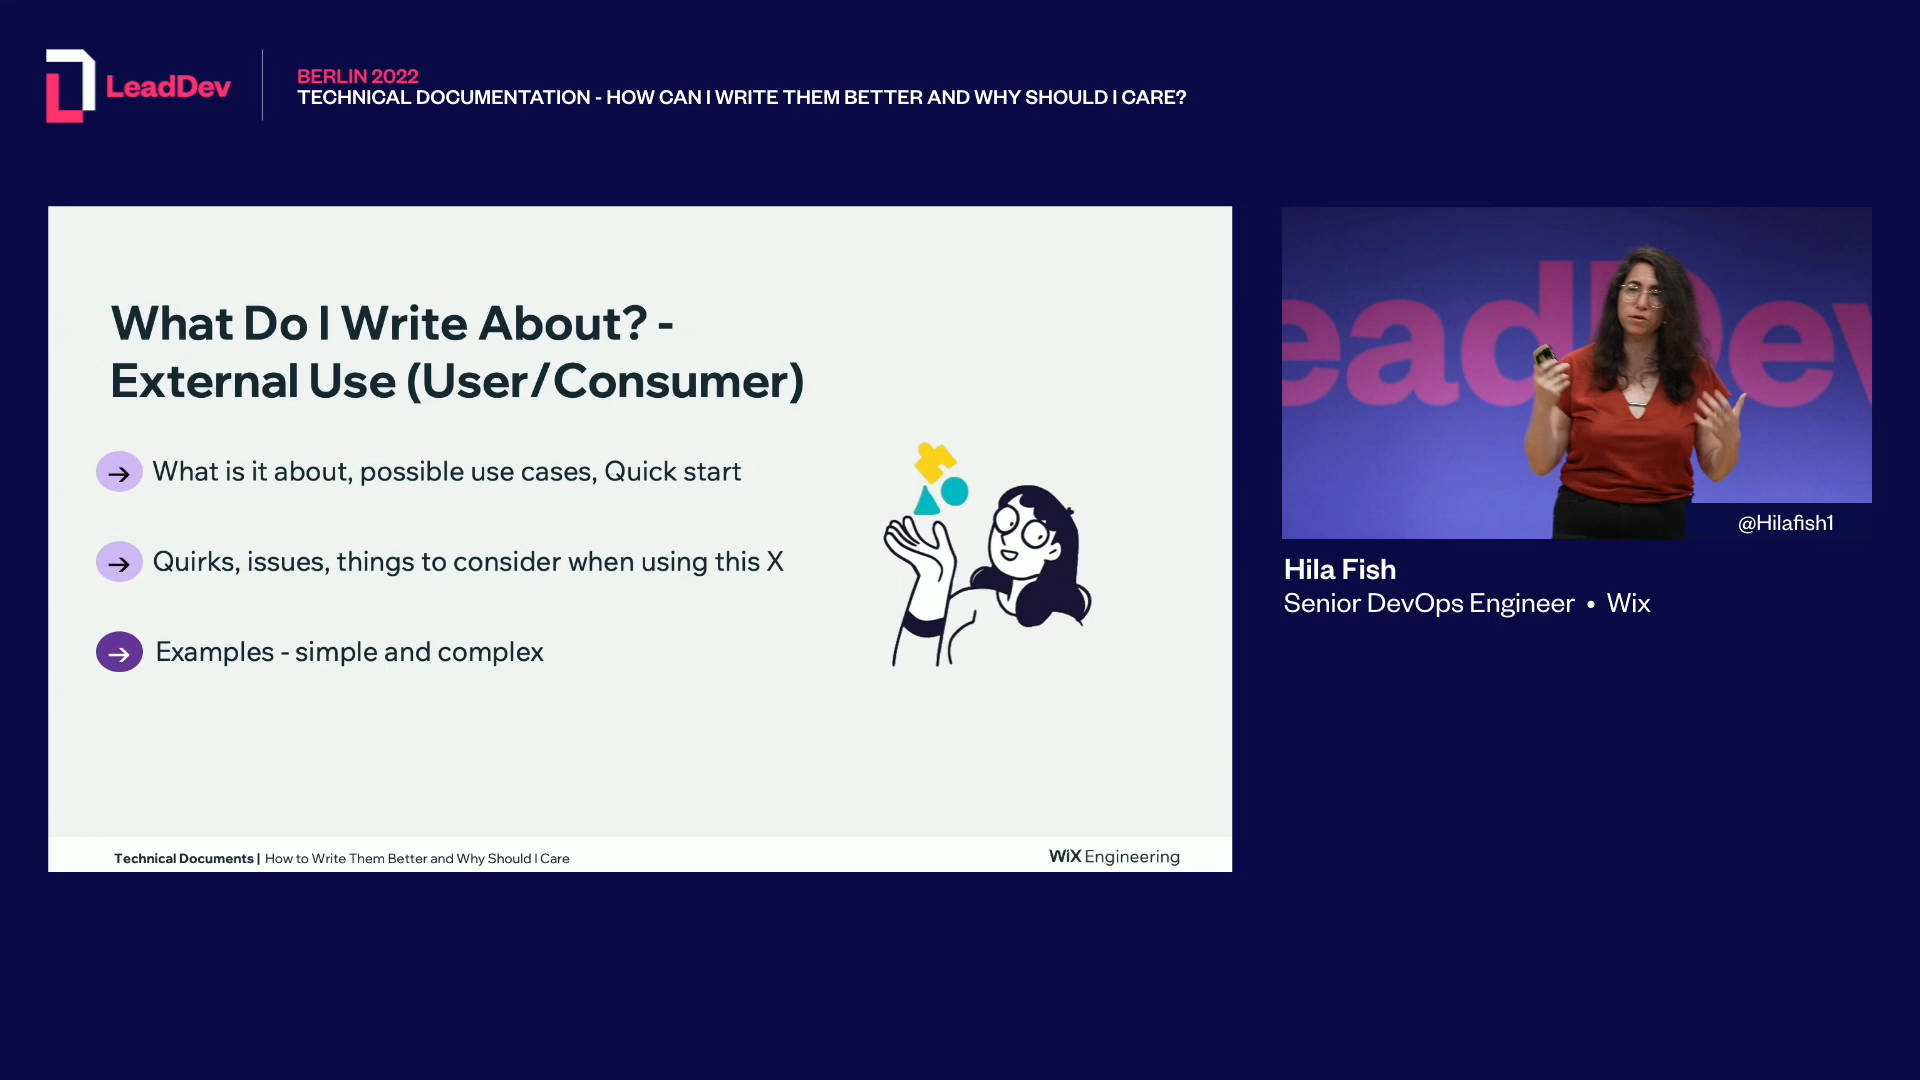 LeadDev
BERLIN 2022
TECHNICAL DOCUMENTATION - HOW CAN I WRITE THEM BETTER AND WHY SHOULD I CARE?
What Do I Write About? -
External Use (User/Consumer)
→ What is it about, possible use cases, Quick start
→ Quirks, issues, things to consider when using this X
→ Examples - simple and complex
Technical Documents | How to Write Them Better and Why Should I Care
WiX Engineering
eadDev
@Hilafish1
Hila Fish
Senior DevOps Engineer • Wix